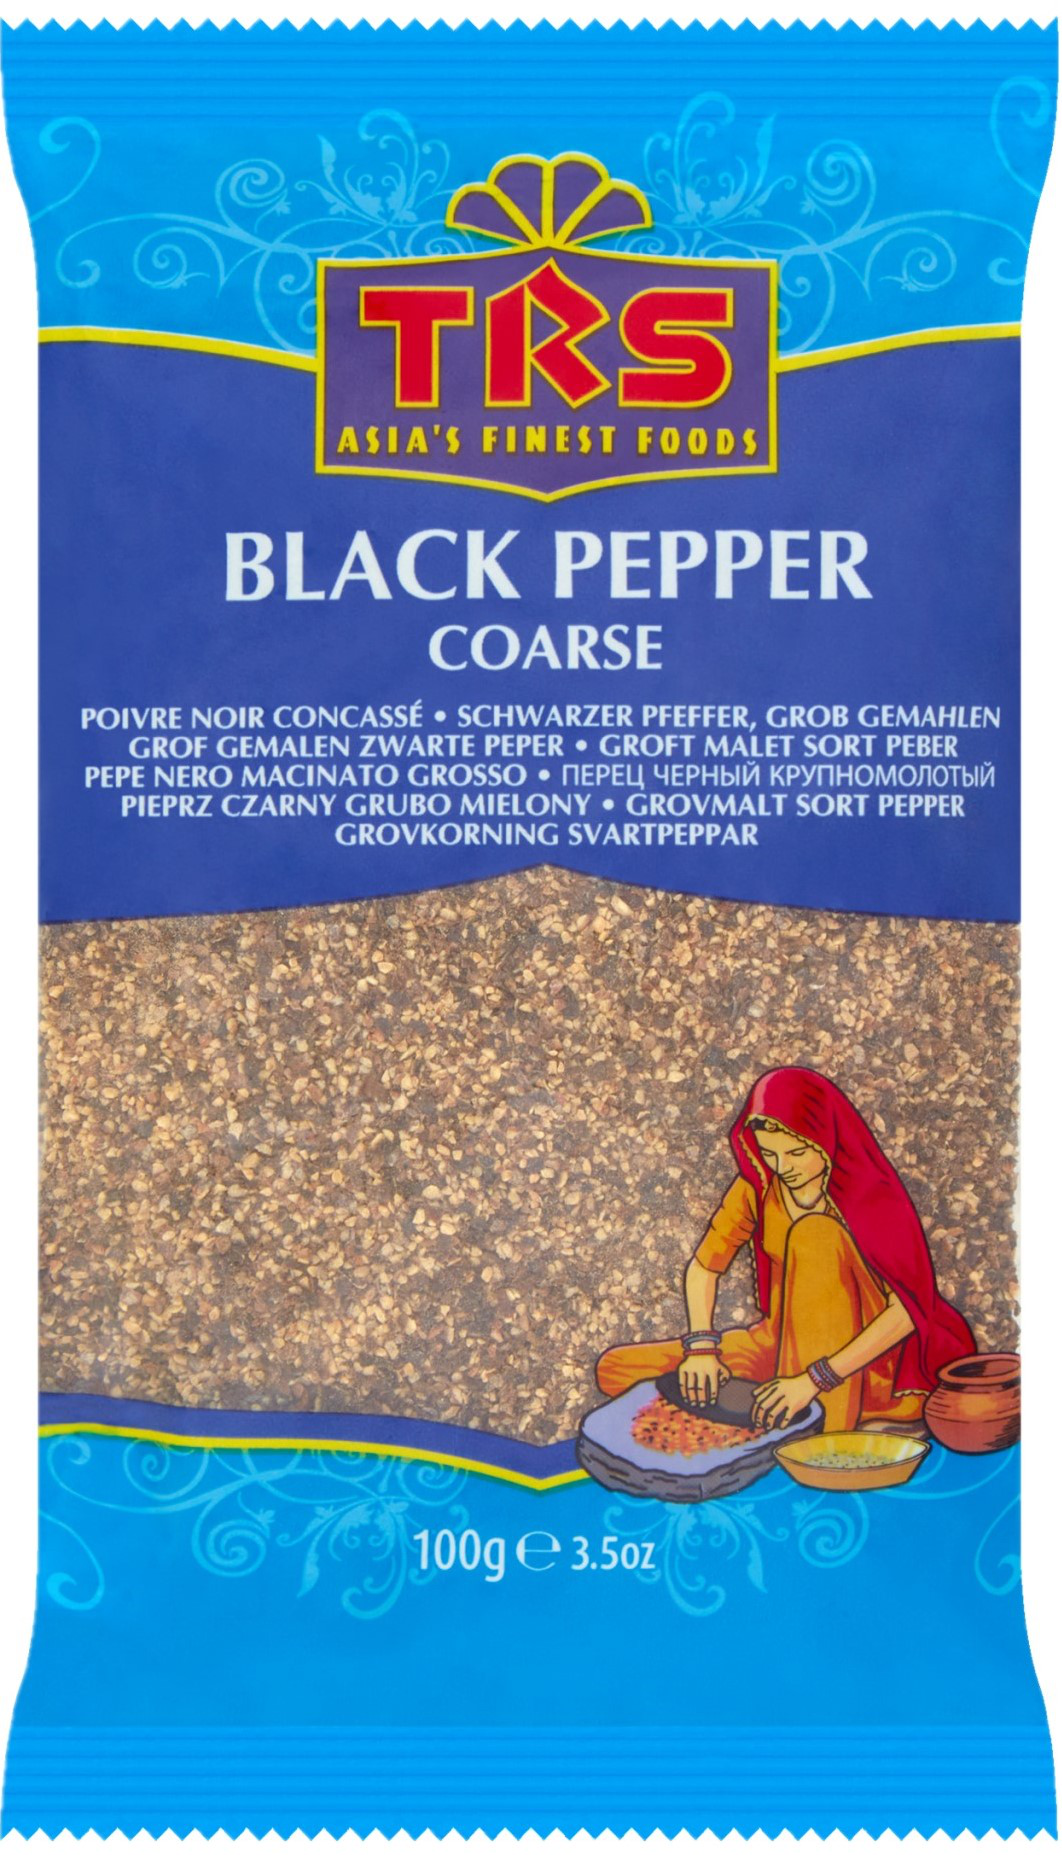 TRS
ASIA'S FINEST FOODS
BLACK PEPPER
COARSE
POIVRE NOIR CONCASSÉ • SCHWARZER PFEFFER, GROB GEMAHLEN
GROF GEMALEN ZWARTE PEPER • GROFT MALET SORT PEBER
PEPE NERO MACINATO GROSSO • ПЕРЕЦ ЧЕРНЫЙ КРУПНОМОЛОТЫЙ
PIEPRZ CZARNY GRUBO MIELONY • GROVMALT SORT PEPPER
GROVKORNING SVARTPEPPAR
100g ℮ 3.5oz